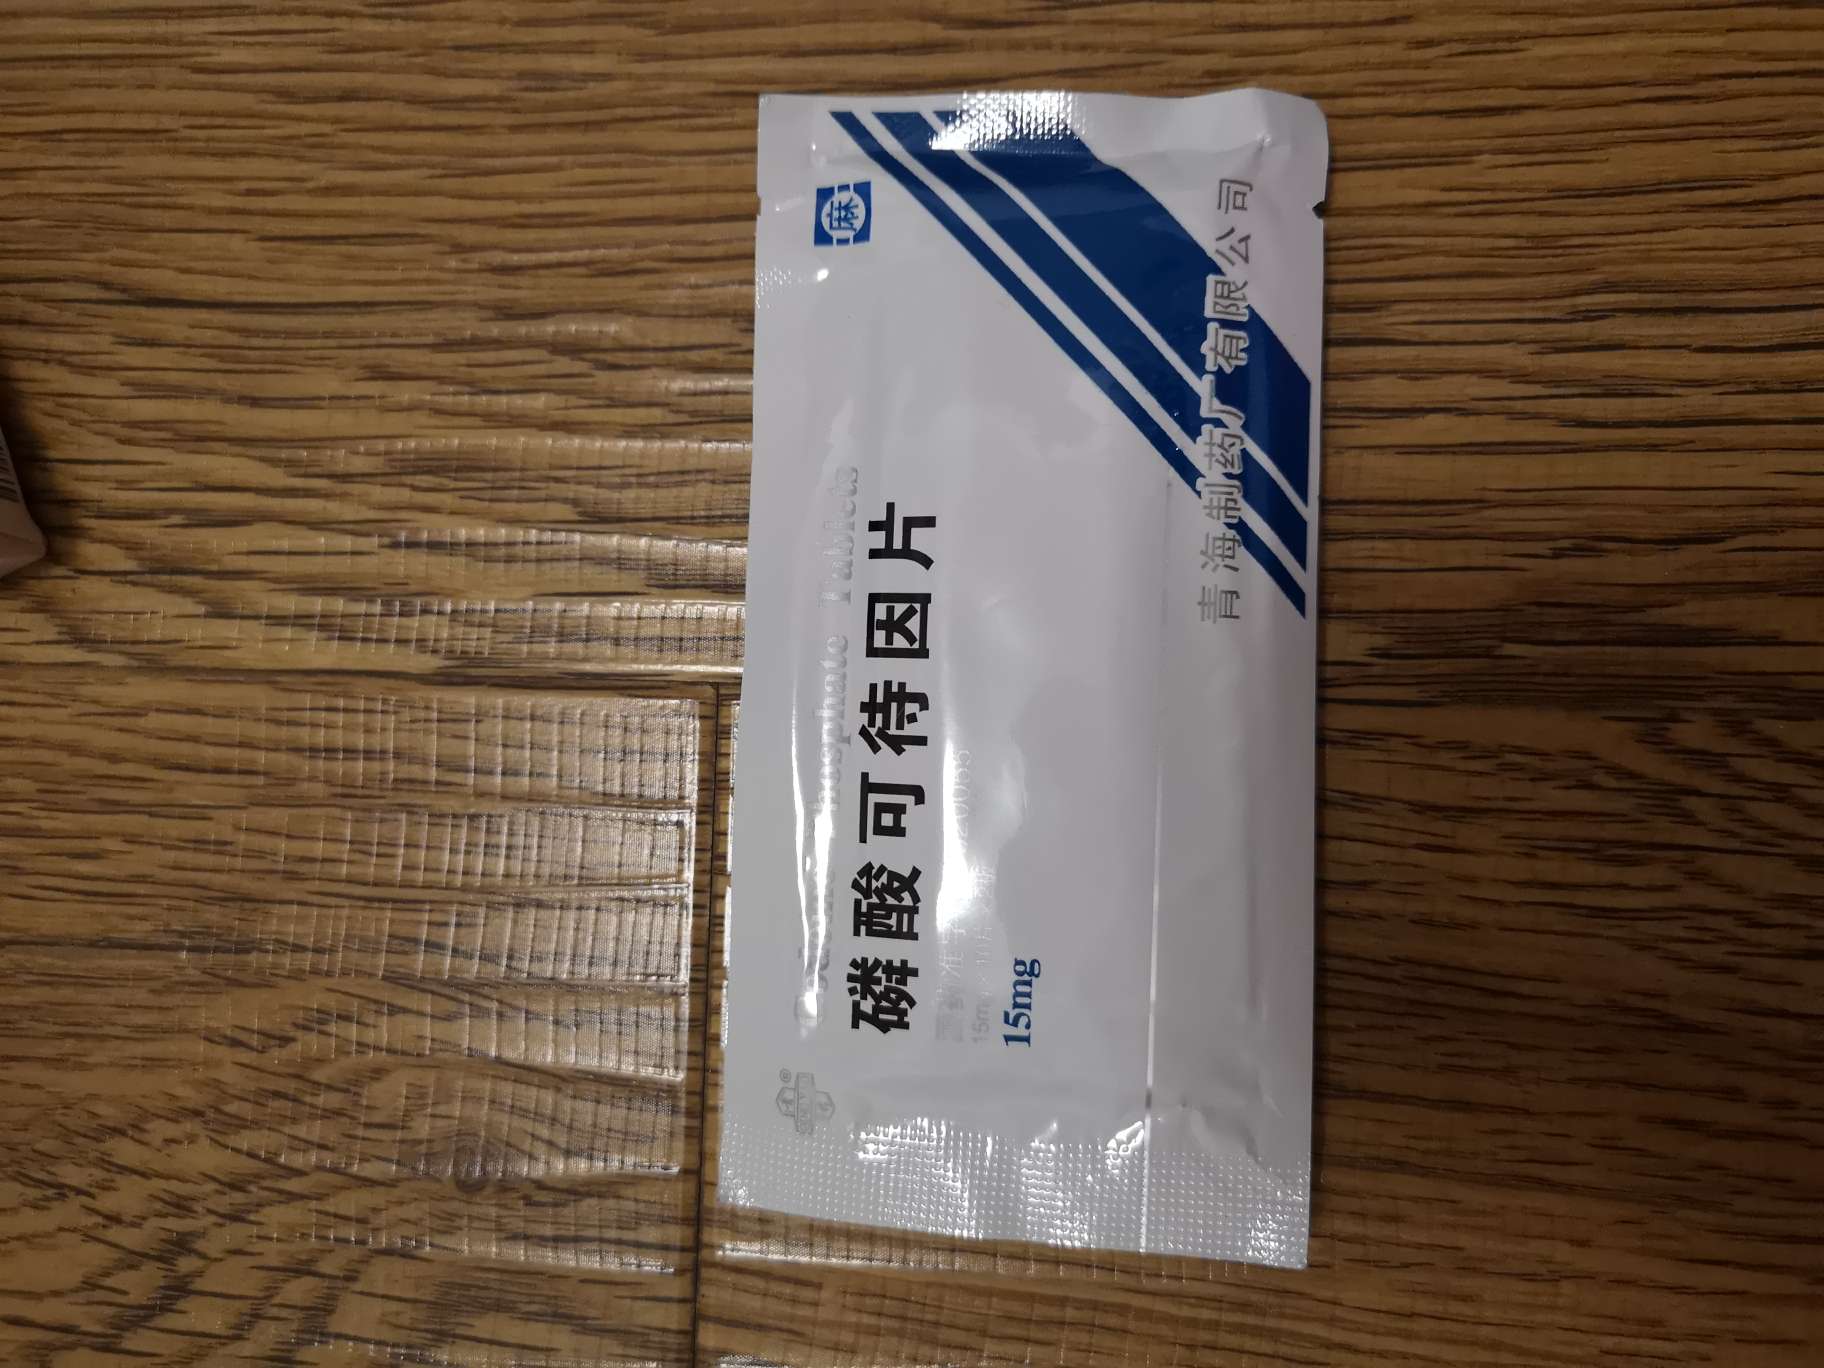 麻
Phosphate Tablets
磷酸可待因片
15mg
青海制药厂有限公司